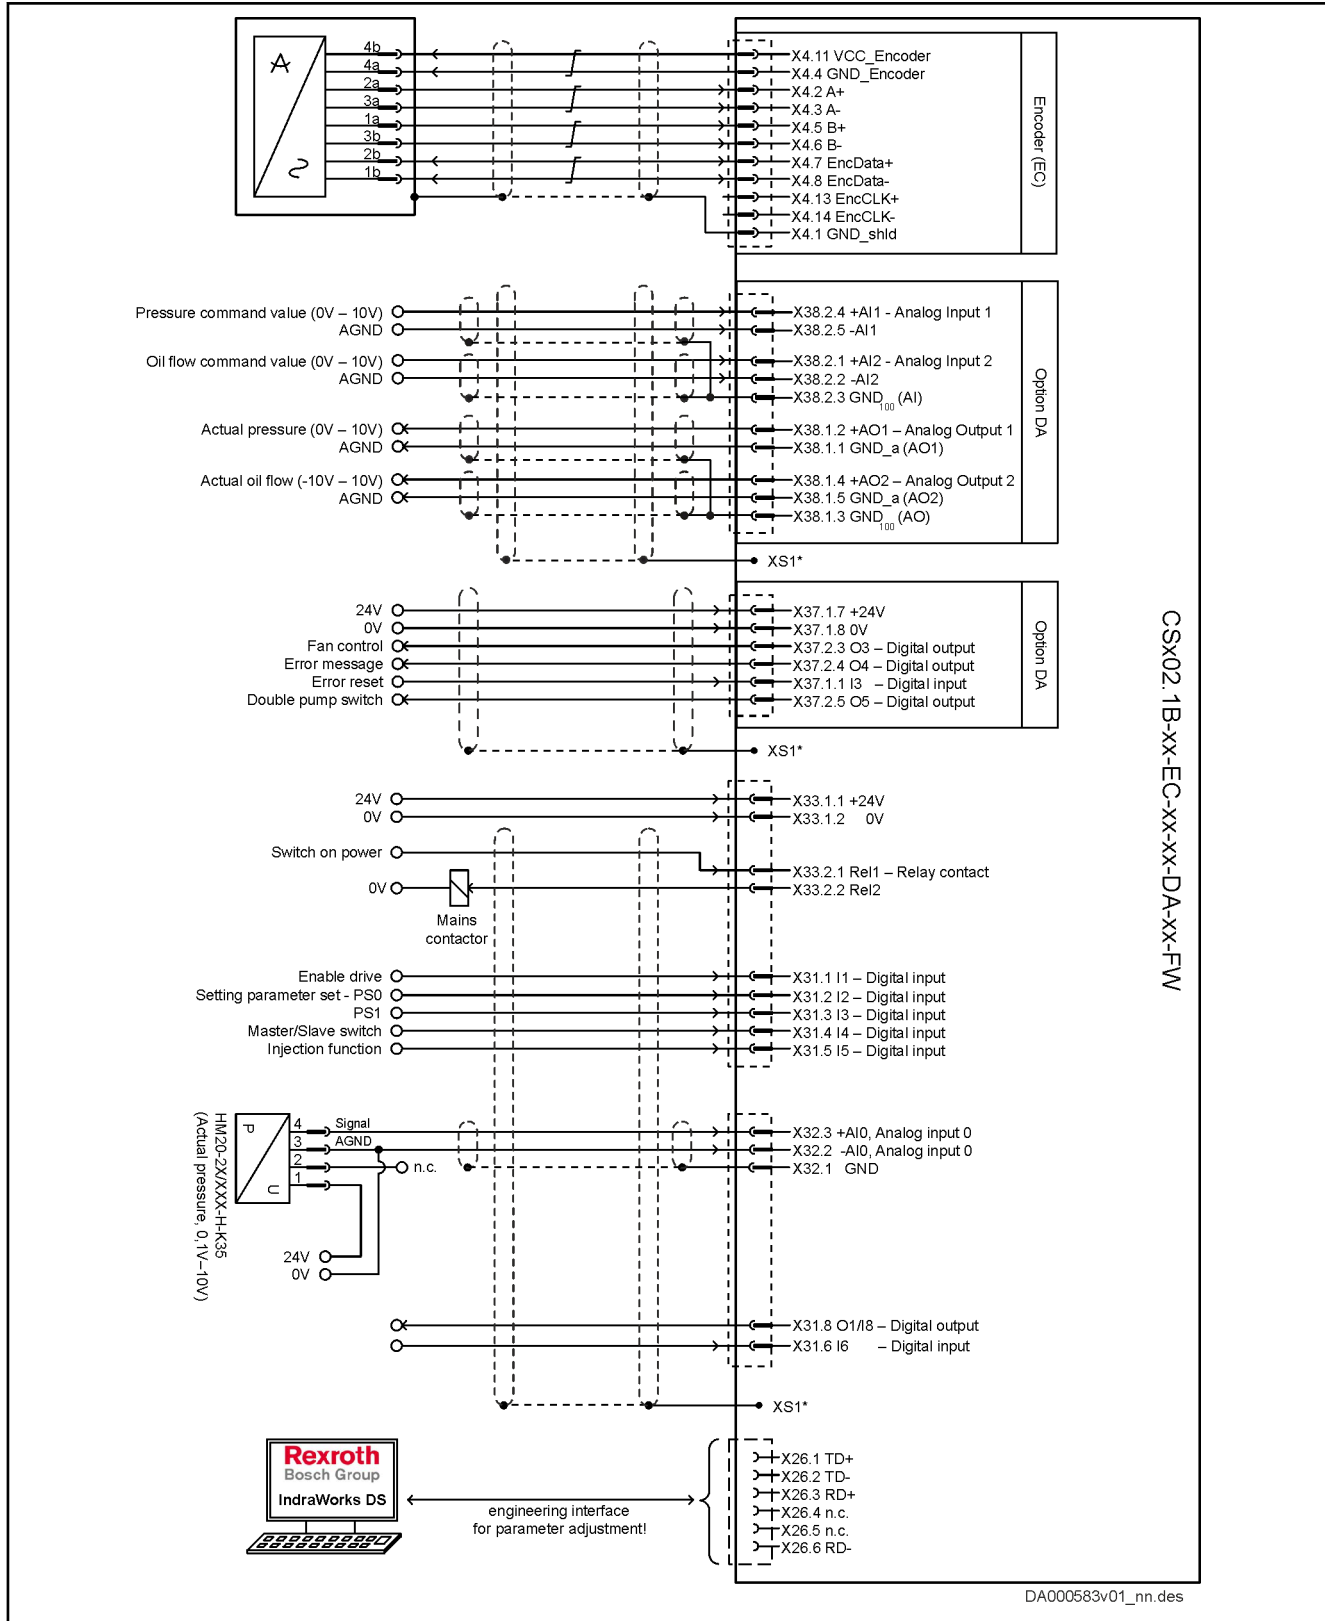 4b
4a
2a
3a
1a
3b
2b
1b
X4.11 VCC_Encoder
X4.4 GND_Encoder
X4.2 A+
X4.3 A-
X4.5 B+
X4.6 B-
X4.7 EncData+
X4.8 EncData-
X4.13 EncCLK+
X4.14 EncCLK-
X4.1 GND_shld
Encoder (EC)
Pressure command value (0V – 10V)
AGND
Oil flow command value (0V – 10V)
AGND
Actual pressure (0V – 10V)
AGND
Actual oil flow (-10V – 10V)
AGND
X38.2.4 +AI1 - Analog Input 1
X38.2.5 -AI1
X38.2.1 +AI2 - Analog Input 2
X38.2.2 -AI2
X38.2.3 GND_100 (AI)
X38.1.2 +AO1 – Analog Output 1
X38.1.1 GND_a (AO1)
X38.1.4 +AO2 – Analog Output 2
X38.1.5 GND_a (AO2)
X38.1.3 GND_100 (AO)
Option DA
XS1*
24V
0V
Fan control
Error message
Error reset
Double pump switch
X37.1.7 +24V
X37.1.8 0V
X37.2.3 O3 – Digital output
X37.2.4 O4 – Digital output
X37.1.1 I3 – Digital input
X37.2.5 O5 – Digital output
Option DA
XS1*
CSx02.1B-xx-EC-xx-xx-DA-xx-FW
24V
0V
Switch on power
0V
Mains
contactor
X33.1.1 +24V
X33.1.2 0V
X33.2.1 Rel1 – Relay contact
X33.2.2 Rel2
Enable drive
Setting parameter set - PS0
PS1
Master/Slave switch
Injection function
X31.1 I1 – Digital input
X31.2 I2 – Digital input
X31.3 I3 – Digital input
X31.4 I4 – Digital input
X31.5 I5 – Digital input
HM20-2X/XXX-H-K35
(Actual pressure, 0,1V–10V)
P
U
4
3
2
1
Signal
AGND
n.c.
24V
0V
X32.3 +AI0, Analog input 0
X32.2 -AI0, Analog input 0
X32.1 GND
X31.8 O1/I8 – Digital output
X31.6 I6 – Digital input
XS1*
Rexroth
Bosch Group
IndraWorks DS
engineering interface
for parameter adjustment!
X26.1 TD+
X26.2 TD-
X26.3 RD+
X26.4 n.c.
X26.5 n.c.
X26.6 RD-
DA000583v01_nn.des